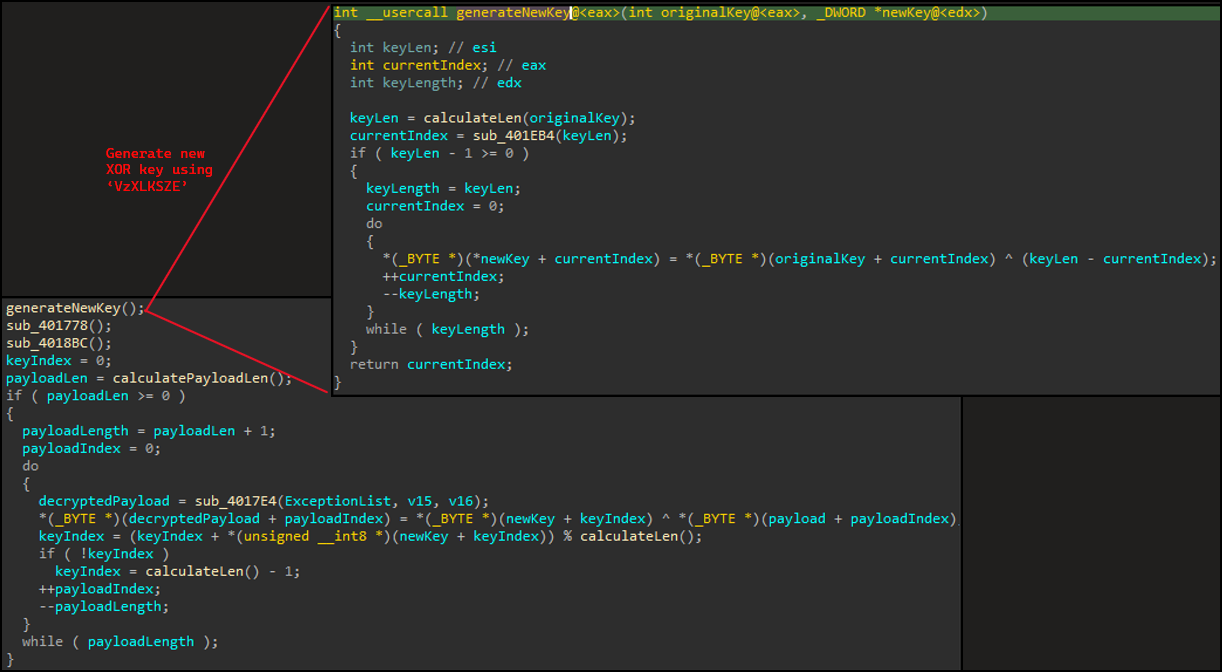 int __usercall generateNewKey@<eax>(int originalKey@<eax>, _DWORD *newKey@<edx>)
{
int keyLen; // esi
int currentIndex; // eax
int keyLength; // edx
keyLen = calculateLen(originalKey);
currentIndex = sub_401EB4(keyLen);
if ( keyLen - 1 >= 0 )
{
keyLength = keyLen;
currentIndex = 0;
do
{
*(_BYTE *)(*newKey + currentIndex) = *(_BYTE *)(originalKey + currentIndex) ^ (keyLen - currentIndex);
++currentIndex;
--keyLength;
}
while ( keyLength );
}
return currentIndex;
}
Generate new
XOR key using
‘VzXLKSZE’
generateNewKey();
sub_401778();
sub_4018BC();
keyIndex = 0;
payloadLen = calculatePayloadLen();
if ( payloadLen >= 0 )
{
payloadLength = payloadLen + 1;
payloadIndex = 0;
do
{
decryptedPayload = sub_4017E4(ExceptionList, v15, v16);
*(_BYTE *)(decryptedPayload + payloadIndex) = *(_BYTE *)(newKey + keyIndex) ^ *(_BYTE *)(payload + payloadIndex)
keyIndex = (keyIndex + *(unsigned __int8 *)(newKey + keyIndex)) % calculateLen();
if ( !keyIndex )
keyIndex = calculateLen() - 1;
++payloadIndex;
--payloadLength;
}
while ( payloadLength );
}